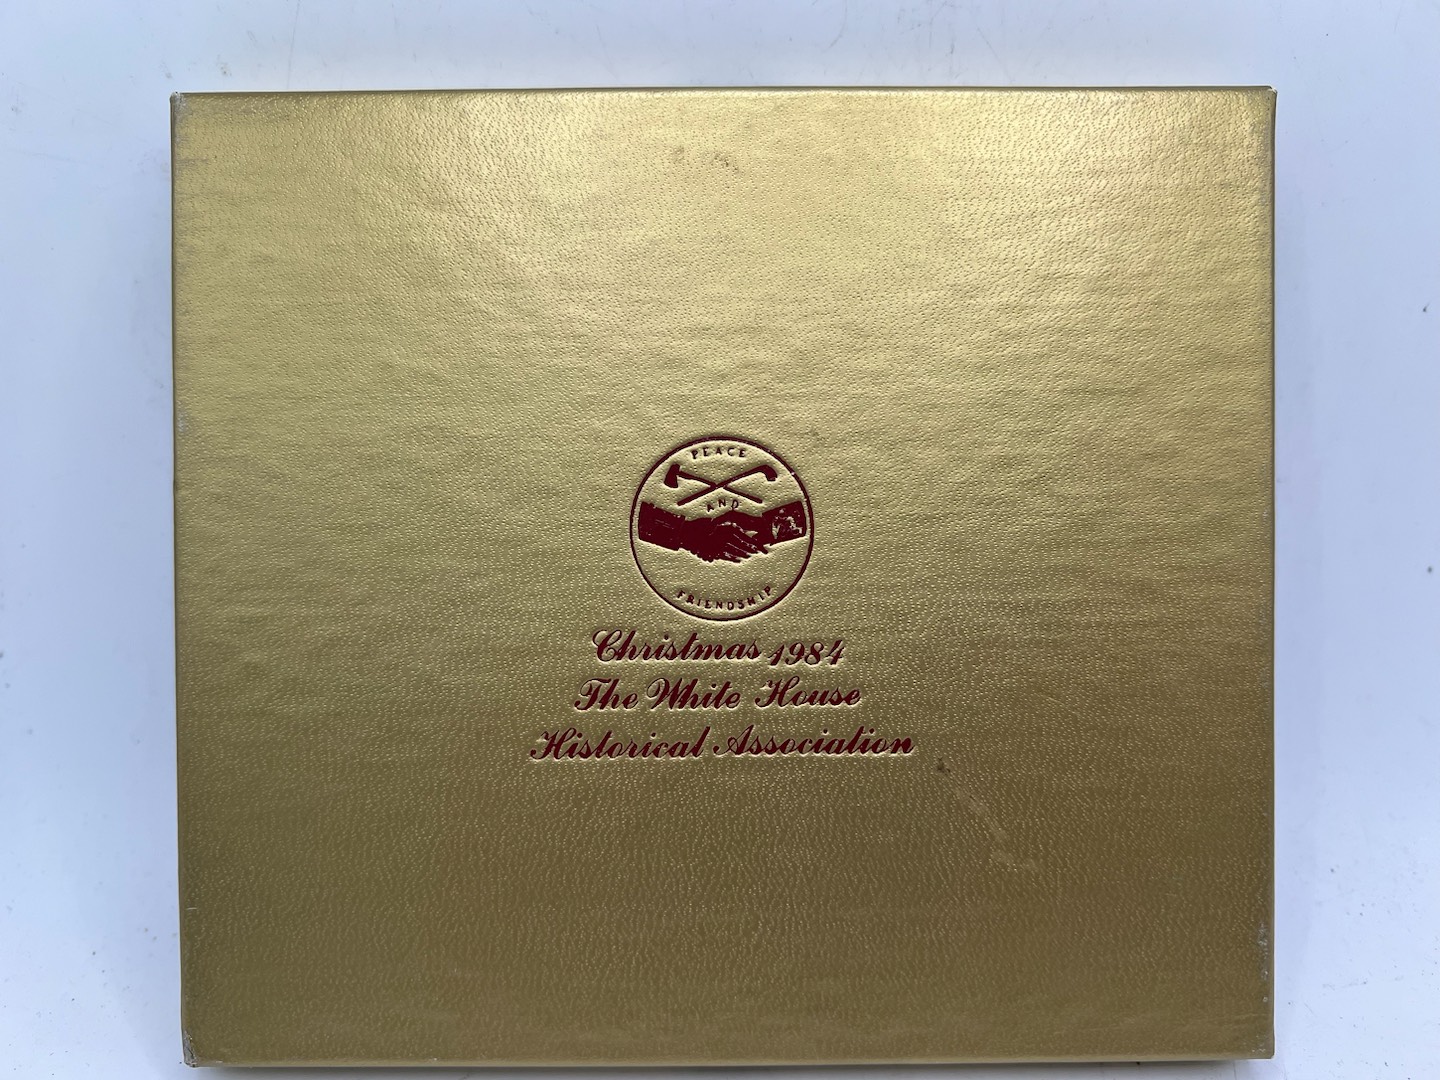 PEACE
AND
FRIENDSHIP
Christmas 1984
The White House
Historical Association